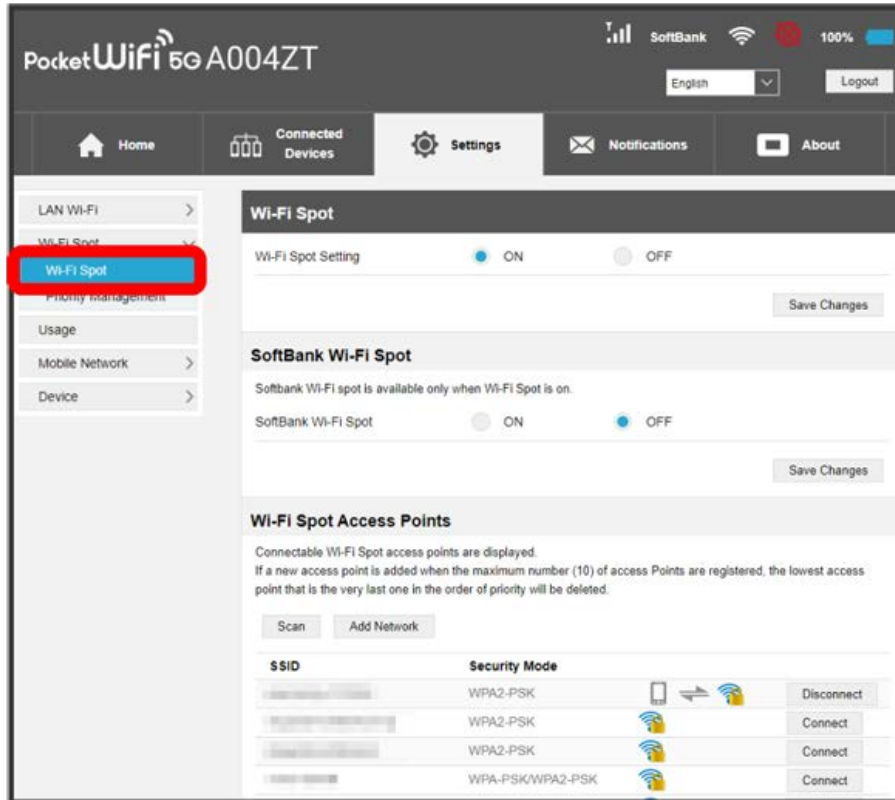 SoftBank 100%
PocketWiFi 5G A004ZT
English Logout
Home Connected Devices Settings Notifications About
LAN Wi-Fi
Wi-Fi Spot
Wi-Fi Spot
Priority Management
Usage
Mobile Network
Device
Wi-Fi Spot
Wi-Fi Spot Setting ON OFF
Save Changes
SoftBank Wi-Fi Spot
Softbank Wi-Fi spot is available only when Wi-Fi Spot is on.
SoftBank Wi-Fi Spot ON OFF
Save Changes
Wi-Fi Spot Access Points
Connectable Wi-Fi Spot access points are displayed.
If a new access point is added when the maximum number (10) of access Points are registered, the lowest access
point that is the very last one in the order of priority will be deleted.
Scan Add Network
SSID Security Mode
WPA2-PSK Disconnect
WPA2-PSK Connect
WPA2-PSK Connect
WPA-PSK/WPA2-PSK Connect